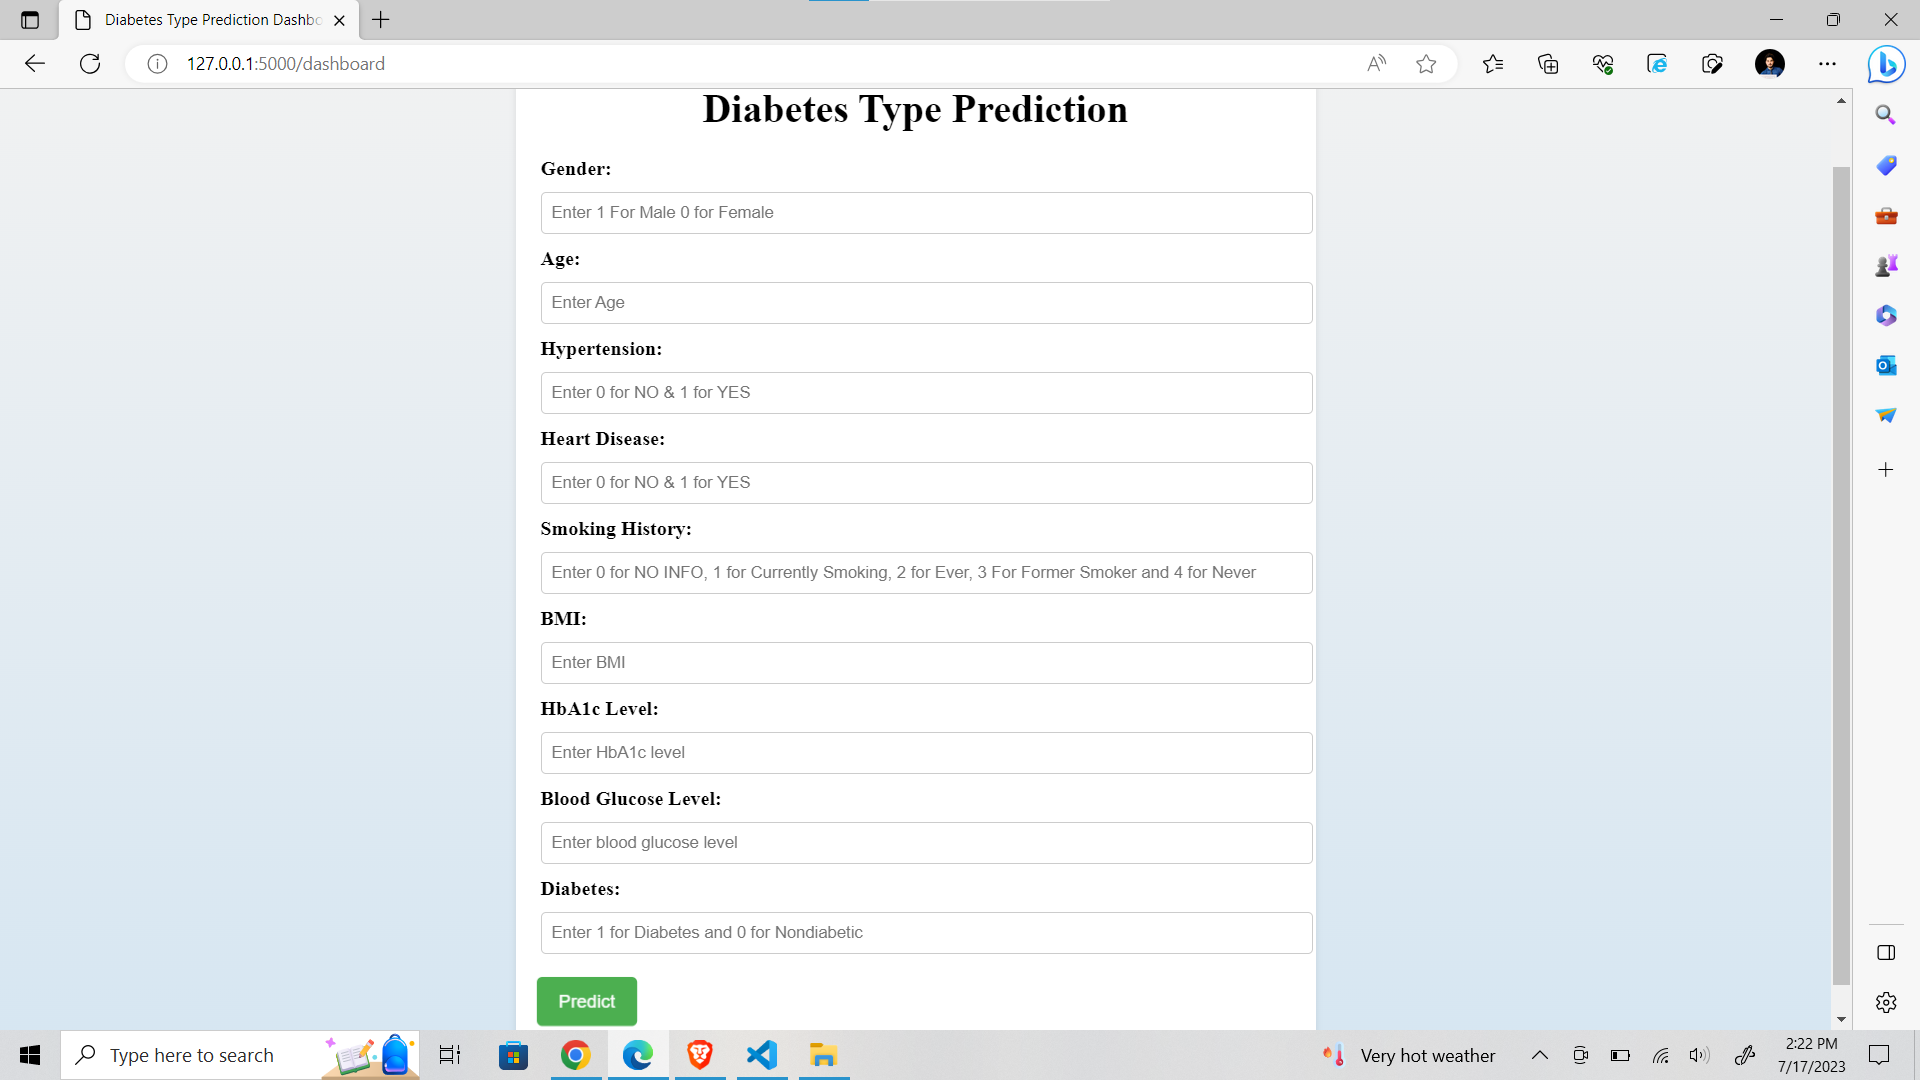 Diabetes Type Prediction Dashbo
127.0.0.1:5000/dashboard
Diabetes Type Prediction
Gender:
Enter 1 For Male 0 for Female
Age:
Enter Age
Hypertension:
Enter 0 for NO & 1 for YES
Heart Disease:
Enter 0 for NO & 1 for YES
Smoking History:
Enter 0 for NO INFO, 1 for Currently Smoking, 2 for Ever, 3 For Former Smoker and 4 for Never
BMI:
Enter BMI
HbA1c Level:
Enter HbA1c level
Blood Glucose Level:
Enter blood glucose level
Diabetes:
Enter 1 for Diabetes and 0 for Nondiabetic
Predict
Type here to search
Very hot weather
2:22 PM
7/17/2023